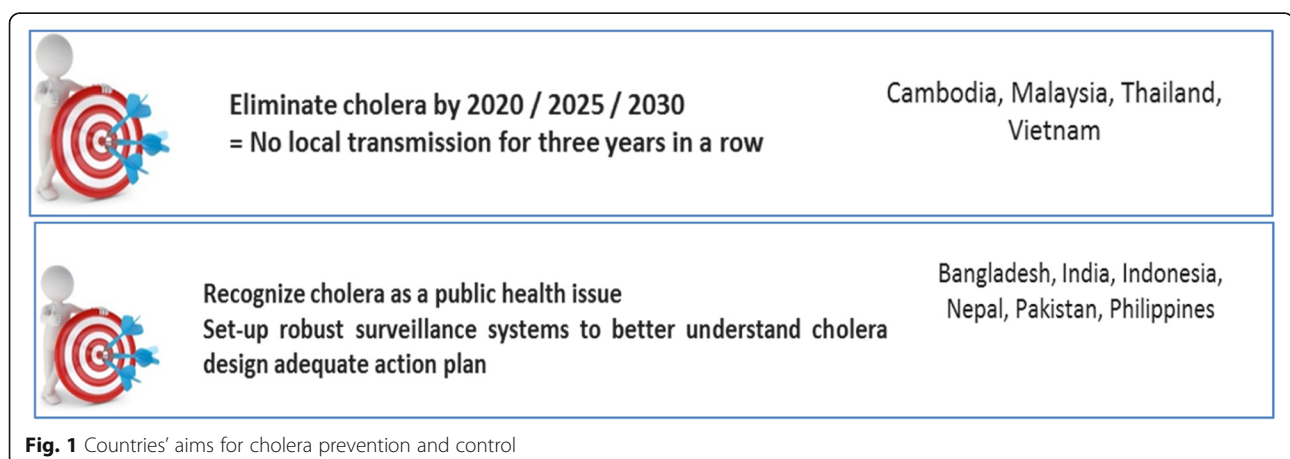 Eliminate cholera by 2020 / 2025 / 2030
= No local transmission for three years in a row
Cambodia, Malaysia, Thailand,
Vietnam
Recognize cholera as a public health issue
Set-up robust surveillance systems to better understand cholera
design adequate action plan
Bangladesh, India, Indonesia,
Nepal, Pakistan, Philippines
Fig. 1 Countries' aims for cholera prevention and control